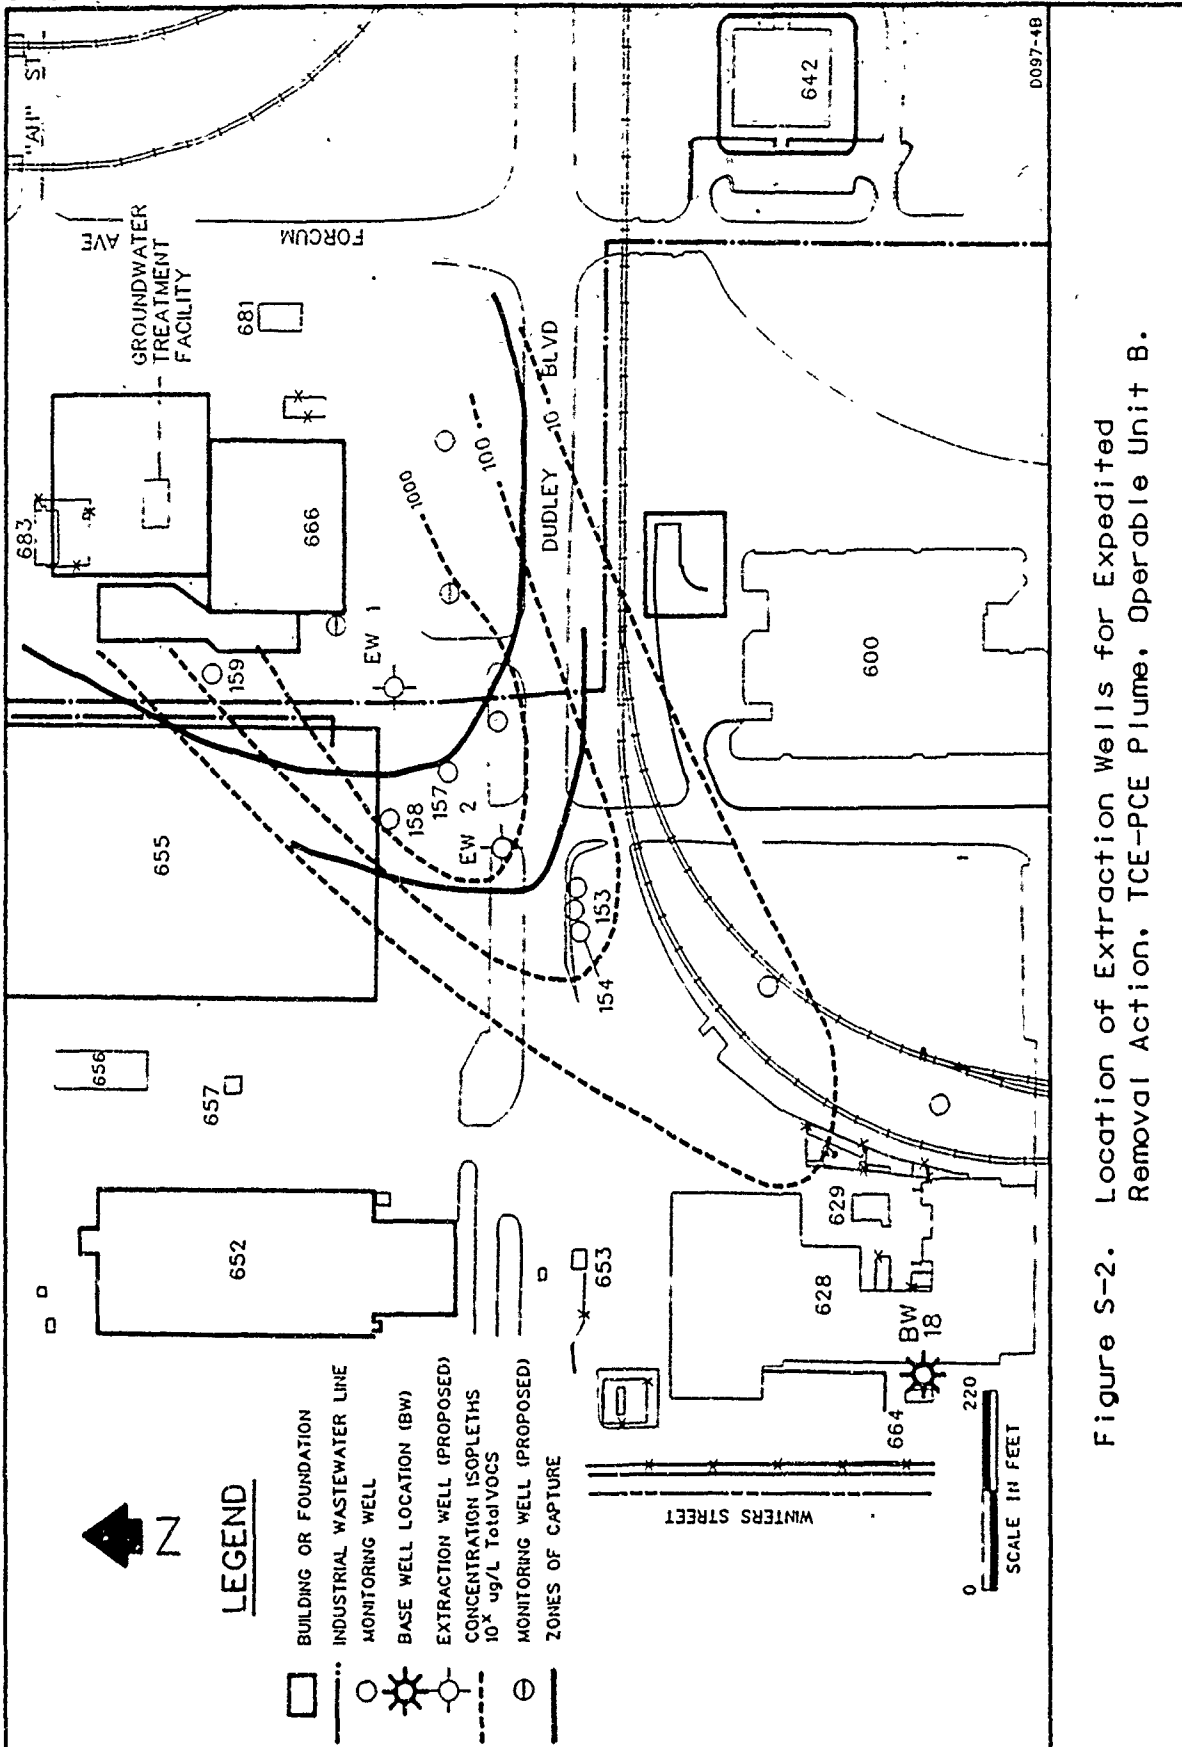 "AH" ST
AVE
FORCUM
GROUNDWATER
TREATMENT
FACILITY
681
683
666
642
D097-4B
DUDLEY
BLVD
10
100
1000
EW 1
159
655
158
157
EW 2
153
154
600
656
657
652
653
629
628
BW
18
664
WINTERS STREET
Z
LEGEND
BUILDING OR FOUNDATION
INDUSTRIAL WASTEWATER LINE
MONITORING WELL
BASE WELL LOCATION (BW)
EXTRACTION WELL (PROPOSED)
CONCENTRATION ISOPLETHS
10ˣ ug/L Total VOCS
MONITORING WELL (PROPOSED)
ZONES OF CAPTURE
0
220
SCALE IN FEET
Figure S-2. Location of Extraction Wells for Expedited
Removal Action, TCE-PCE Plume, Operable Unit B.